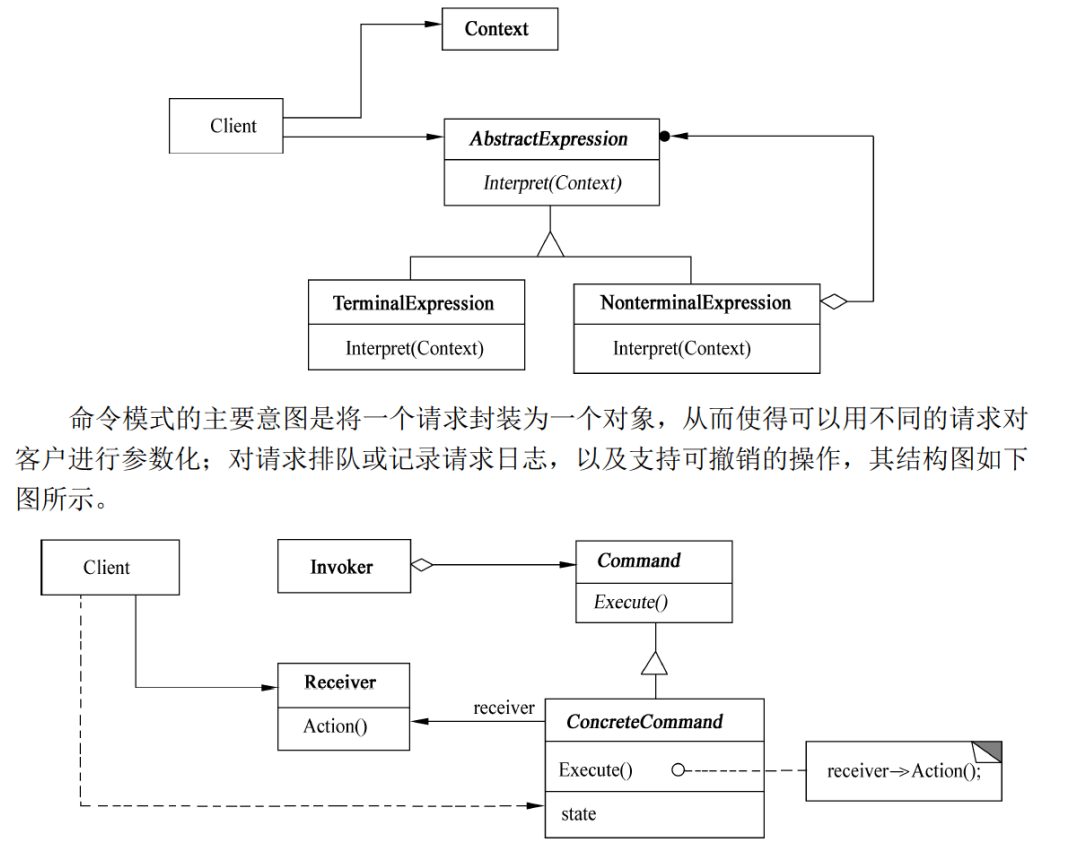 Context
Client
AbstractExpression
Interpret(Context)
TerminalExpression
NonterminalExpression
Interpret(Context)
Interpret(Context)
命令模式的主要意图是将一个请求封装为一个对象，从而使得可以用不同的请求对
客户进行参数化；对请求排队或记录请求日志，以及支持可撤销的操作，其结构图如下
图所示。
Client
Invoker
Command
Execute()
Receiver
Action()
receiver
ConcreteCommand
Execute()
receiver->Action();
state